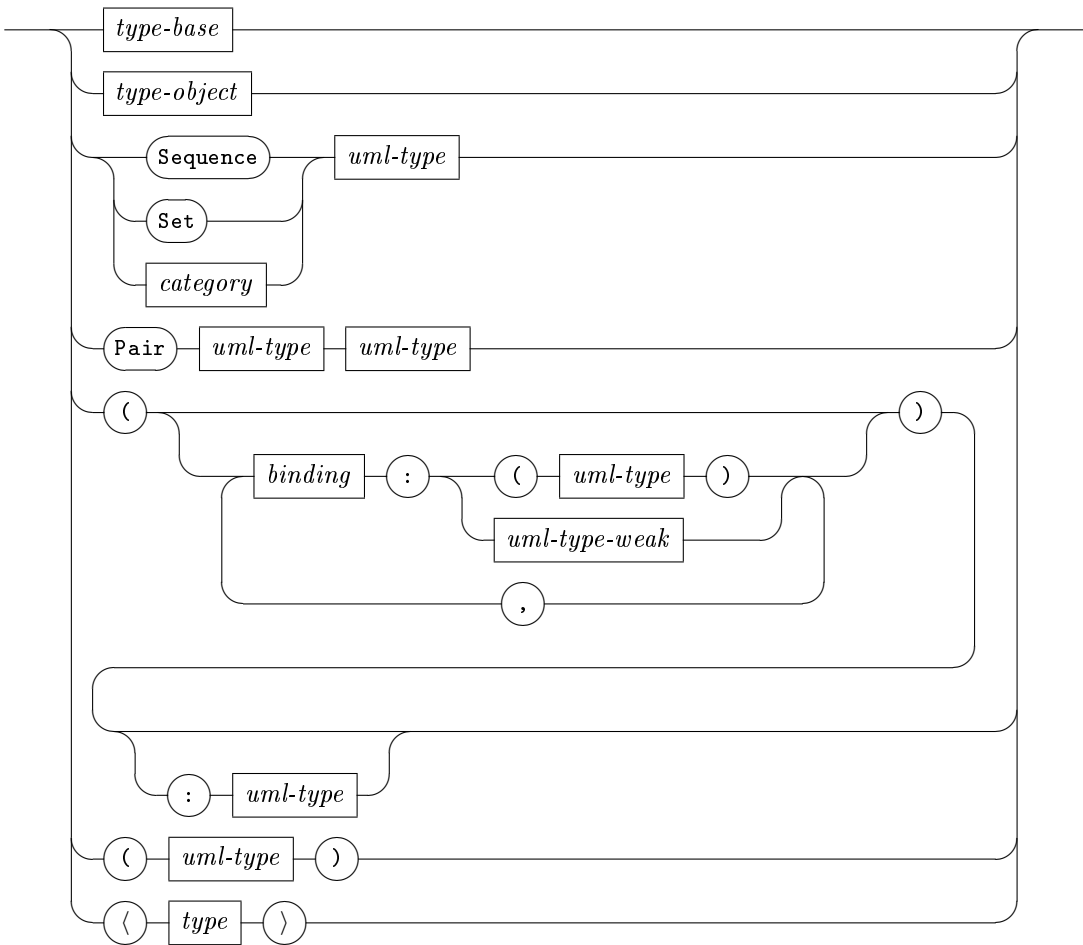 type-base
type-object
Sequence uml-type
Set
category
Pair uml-type uml-type
( )
binding : ( uml-type )
uml-type-weak
,
: uml-type
( uml-type )
⟨ type ⟩